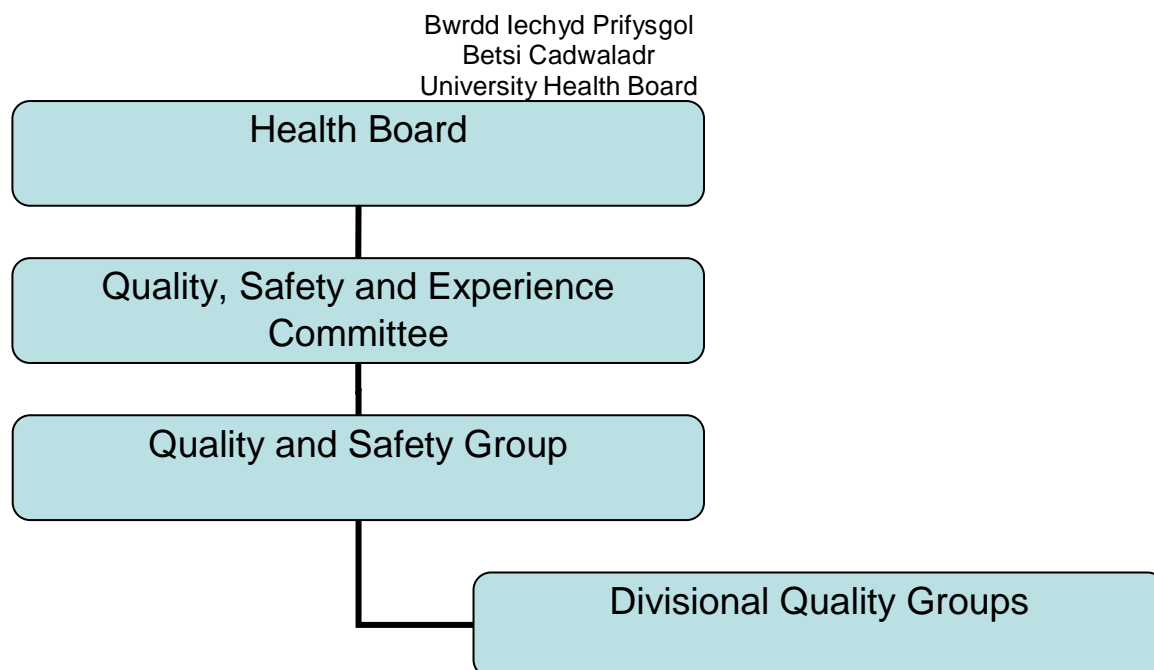 Bwrdd Iechyd Prifysgol
Betsi Cadwaladr
University Health Board
Health Board
Quality, Safety and Experience
Committee
Quality and Safety Group
Divisional Quality Groups